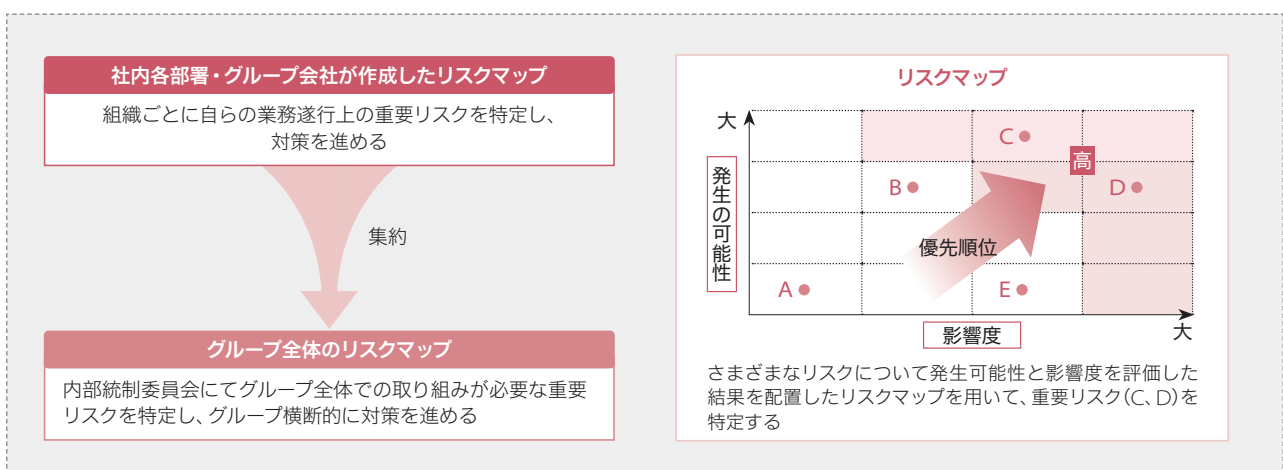 社内各部署・グループ会社が作成したリスクマップ
組織ごとに自らの業務遂行上の重要リスクを特定し、
対策を進める
集約
グループ全体のリスクマップ
内部統制委員会にてグループ全体での取り組みが必要な重要
リスクを特定し、グループ横断的に対策を進める
リスクマップ
大
発生の可能性
C
高
B
D
優先順位
A
E
影響度
大
さまざまなリスクについて発生可能性と影響度を評価した
結果を配置したリスクマップを用いて、重要リスク(C、D)を
特定する